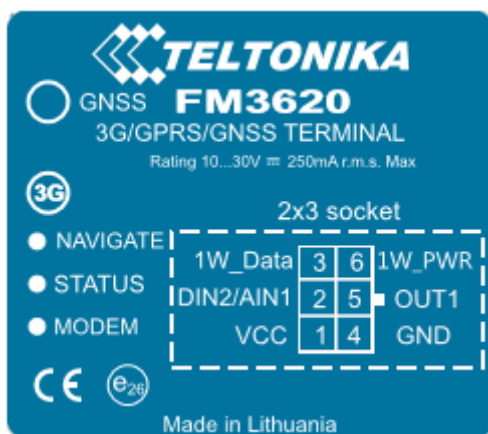 TELTONIKA
GNSS FM3620
3G/GPRS/GNSS TERMINAL
Rating 10...30V ⎓ 250mA r.m.s. Max
3G
2x3 socket
NAVIGATE
STATUS
MODEM
1W_Data 3 6 1W_PWR
DIN2/AIN1 2 5 OUT1
VCC 1 4 GND
CE e26
Made in Lithuania